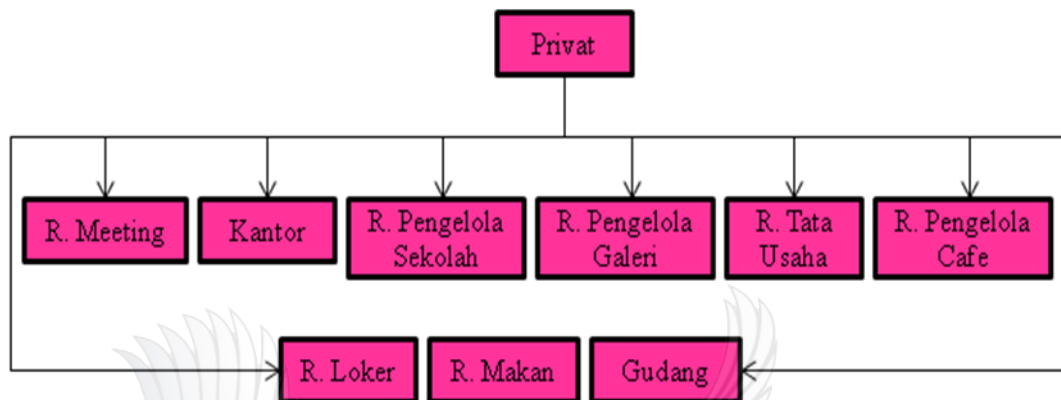 Privat
R. Meeting
Kantor
R. Pengelola
Sekolah
R. Pengelola
Galeri
R. Tata
Usaha
R. Pengelola
Cafe
R. Loker
R. Makan
Gudang